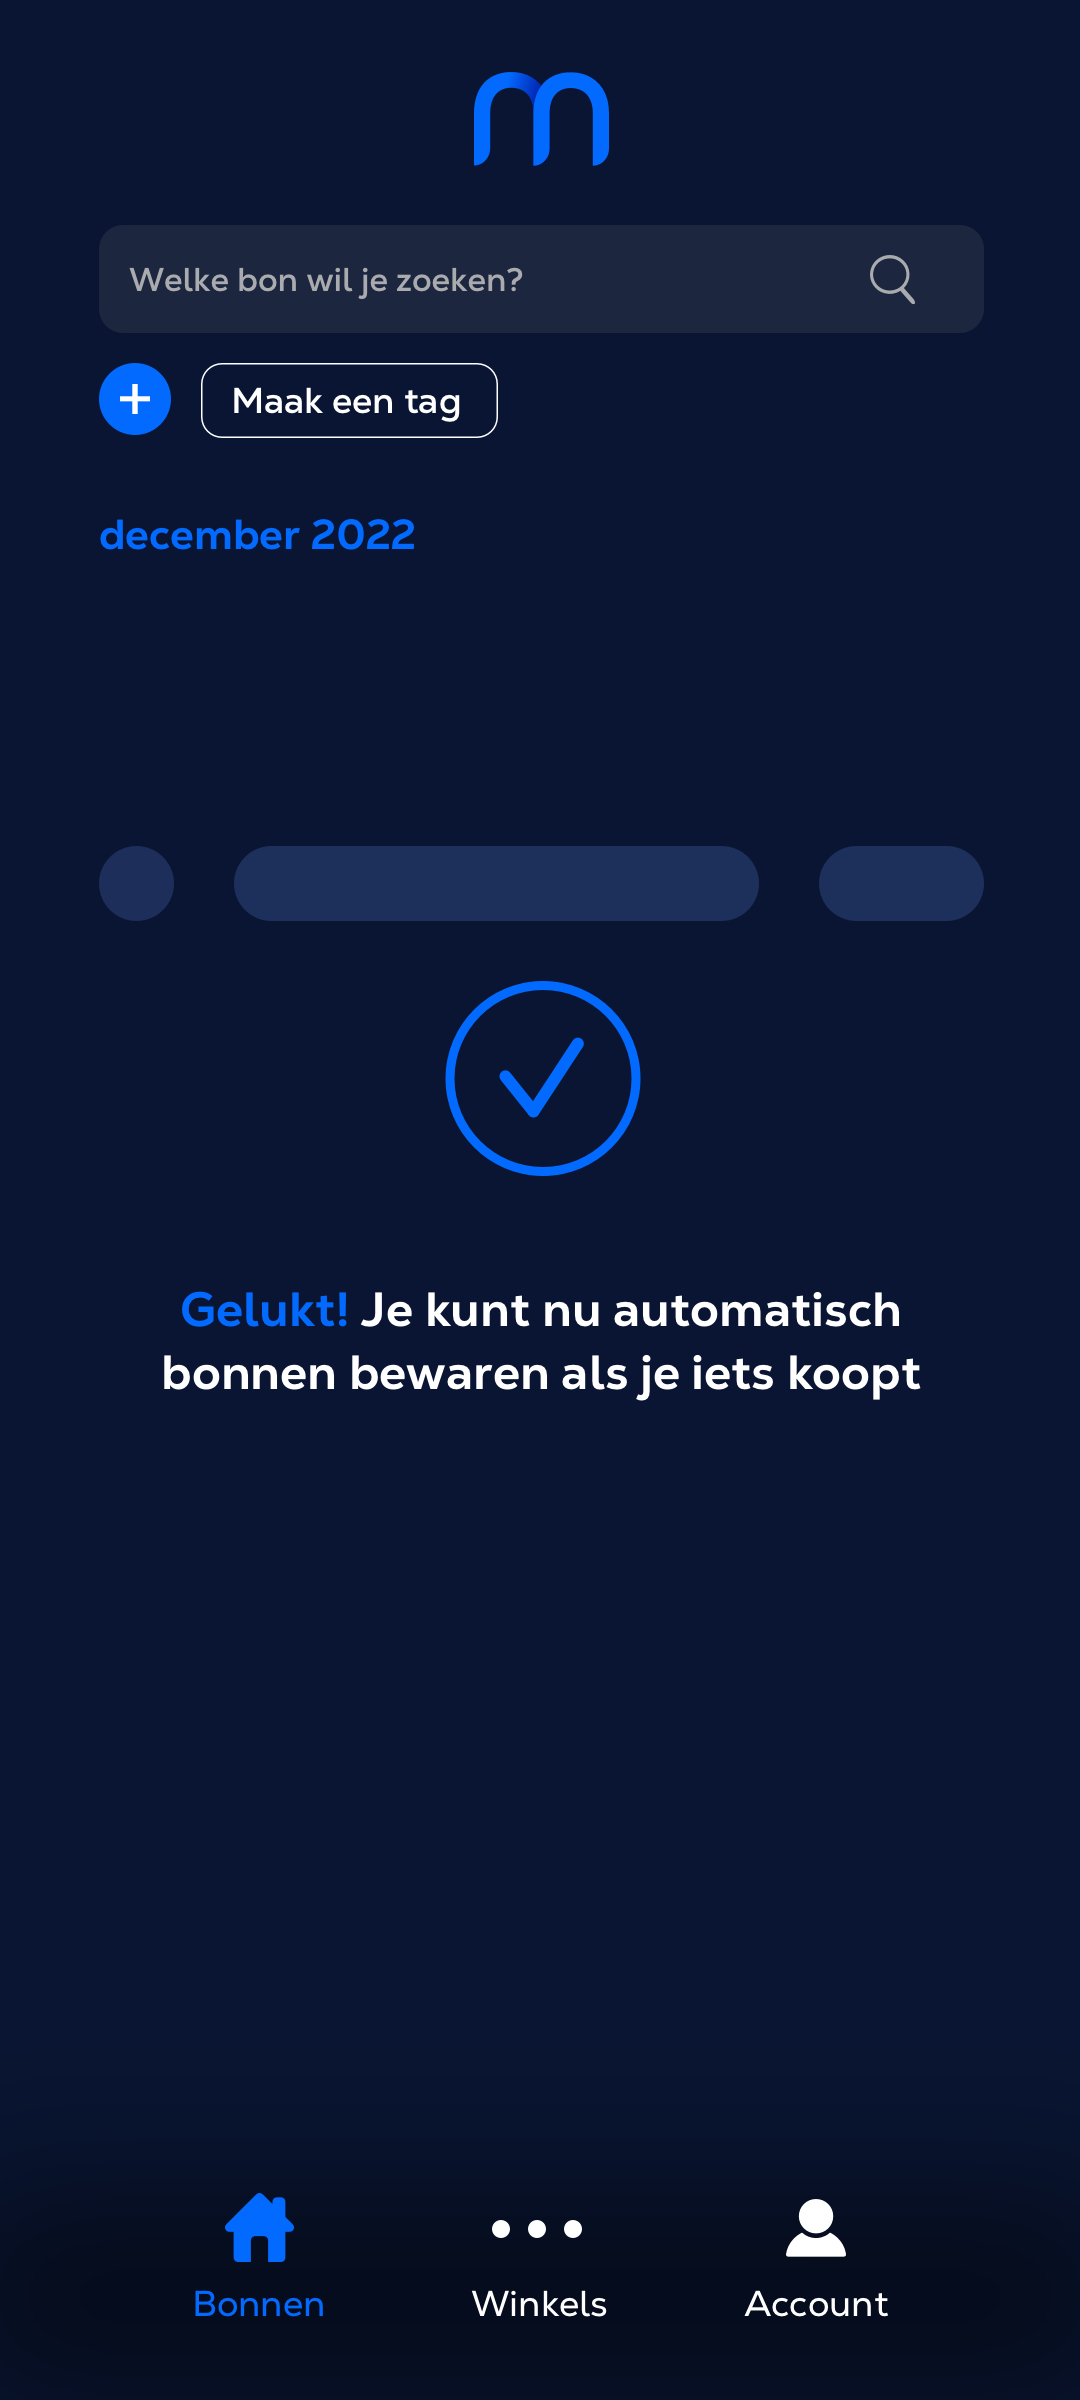 m
Welke bon wil je zoeken?
Maak een tag
december 2022
Gelukt! Je kunt nu automatisch
bonnen bewaren als je iets koopt
Bonnen
Winkels
Account